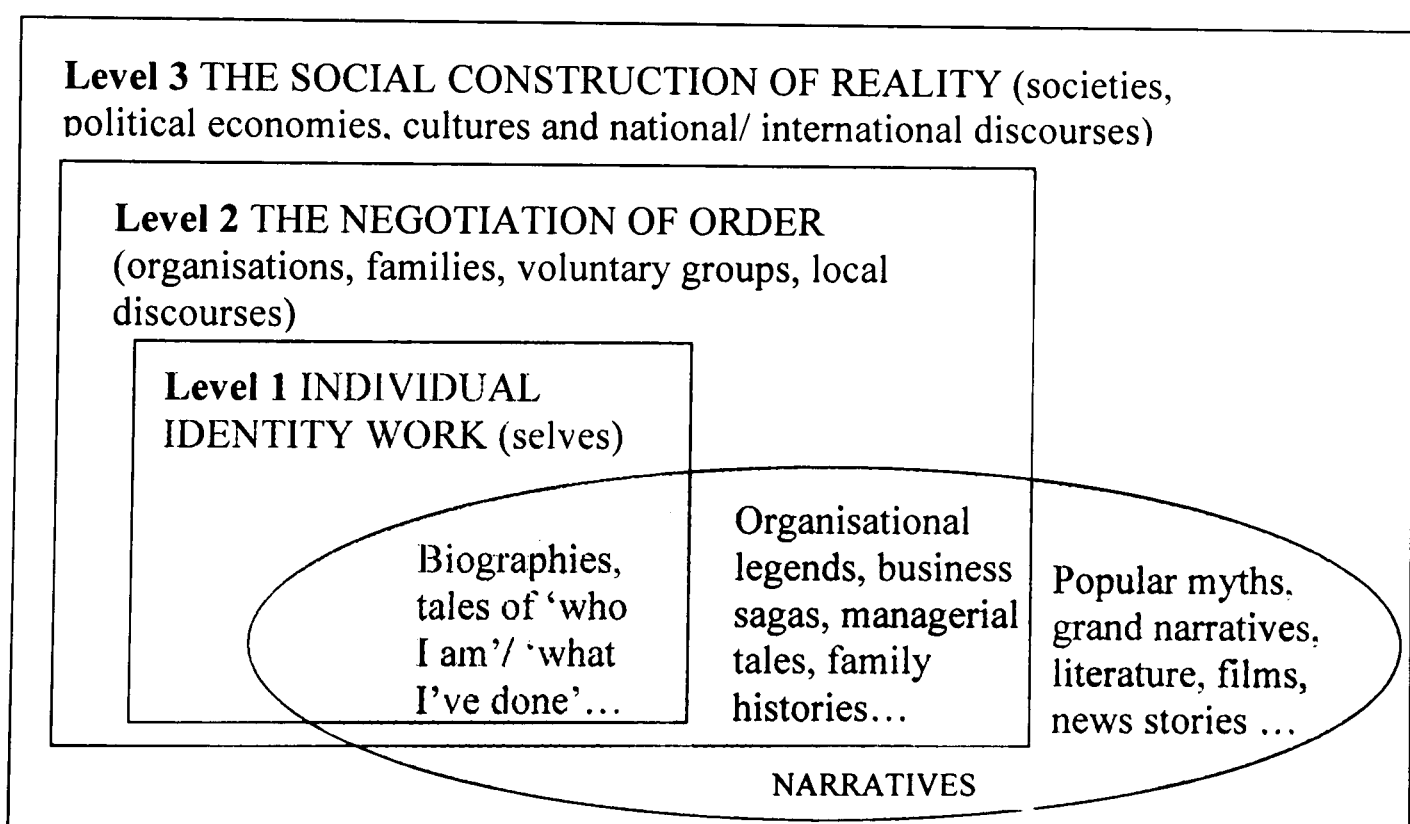 Level 3 THE SOCIAL CONSTRUCTION OF REALITY (societies,
political economies, cultures and national/ international discourses)
Level 2 THE NEGOTIATION OF ORDER
(organisations, families, voluntary groups, local
discourses)
Level 1 INDIVIDUAL
IDENTITY WORK (selves)
Biographies,
tales of ‘who
I am’/ ‘what
I’ve done’…
Organisational
legends, business
sagas, managerial
tales, family
histories…
Popular myths,
grand narratives,
literature, films,
news stories …
NARRATIVES